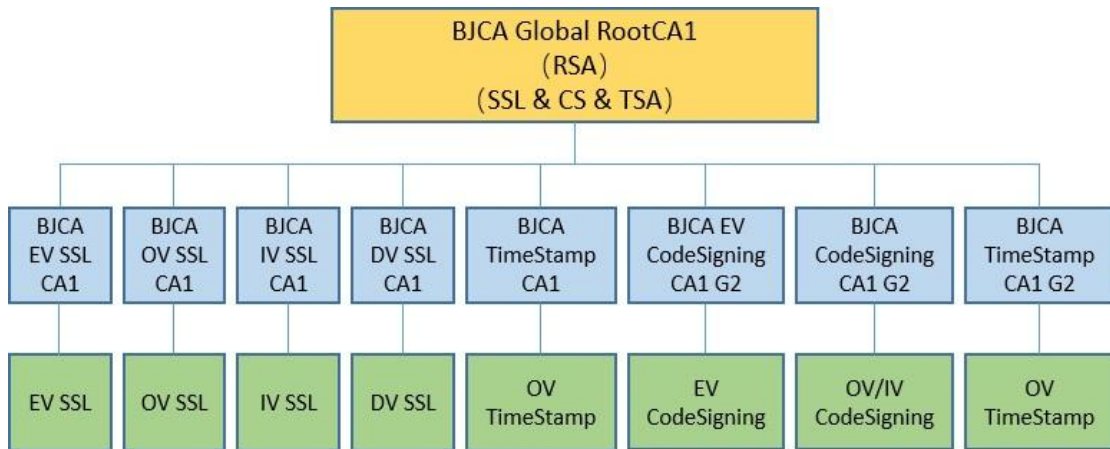 BJCA Global RootCA1
（RSA）
（SSL & CS & TSA）
BJCA
EV SSL
CA1
BJCA
OV SSL
CA1
BJCA
IV SSL
CA1
BJCA
DV SSL
CA1
BJCA
TimeStamp
CA1
BJCA EV
CodeSigning
CA1 G2
BJCA
CodeSigning
CA1 G2
BJCA
TimeStamp
CA1 G2
EV SSL
OV SSL
IV SSL
DV SSL
OV
TimeStamp
EV
CodeSigning
OV/IV
CodeSigning
OV
TimeStamp